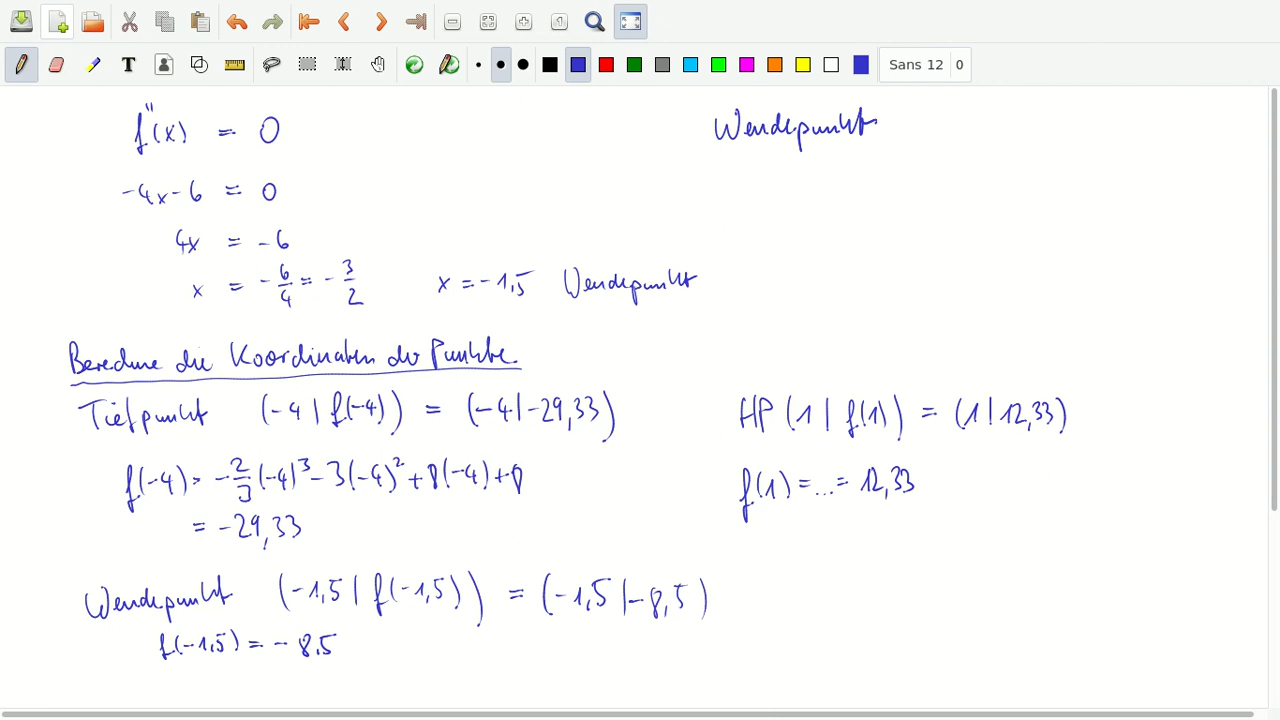 Sans 12 0
f''(x) = 0
Wendepunkte
-4x-6 = 0
4x = -6
x = -6/4 = -3/2 x = -1,5 Wendepunkt
Berechne die Koordinaten der Punkte
Tiefpunkt (-4 | f(-4)) = (-4|-29,33)
HP (1 | f(1)) = (1 | 12,33)
f(-4) = -2/3 (-4)³ - 3(-4)² + 8(-4) + 8
= -29,33
f(1) = ... = 12,33
Wendepunkt (-1,5 | f(-1,5)) = (-1,5 | -8,5)
f(-1,5) = -8,5